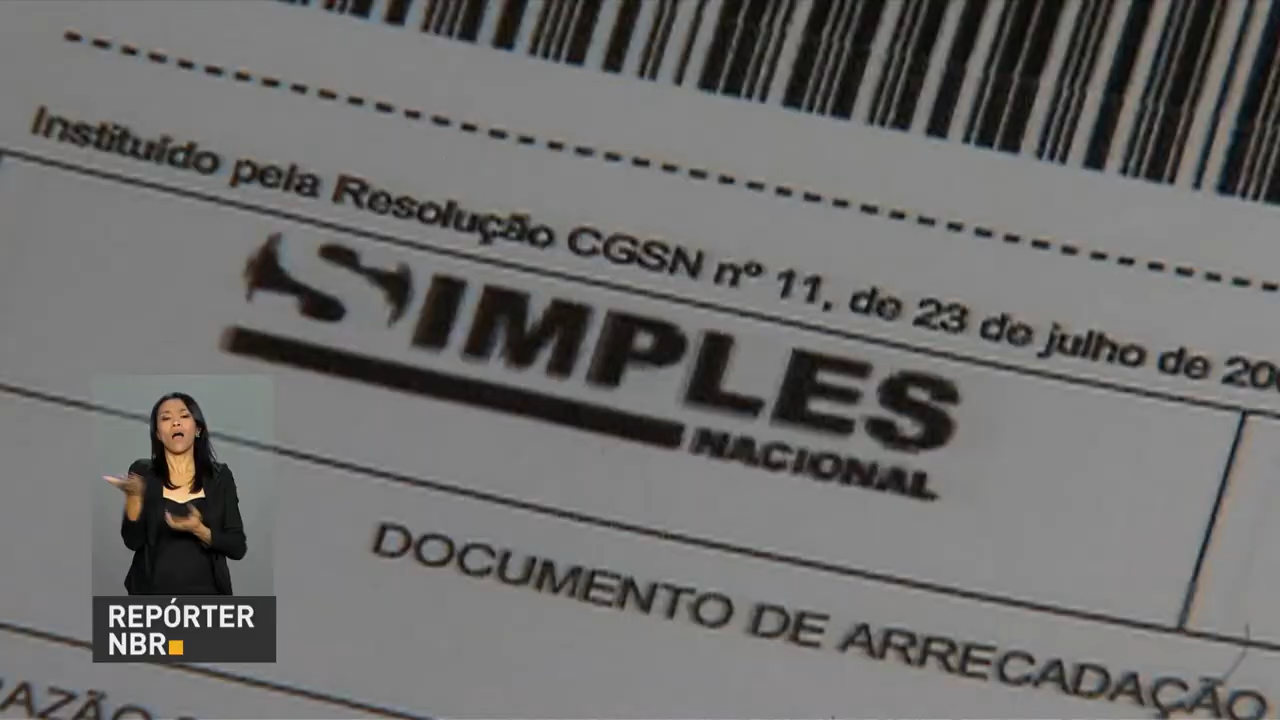 Instituído pela Resolução CGSN nº 11, de 23 de julho de
SIMPLES
NACIONAL
DOCUMENTO DE ARRECADAÇÃO
REPÓRTER
NBR